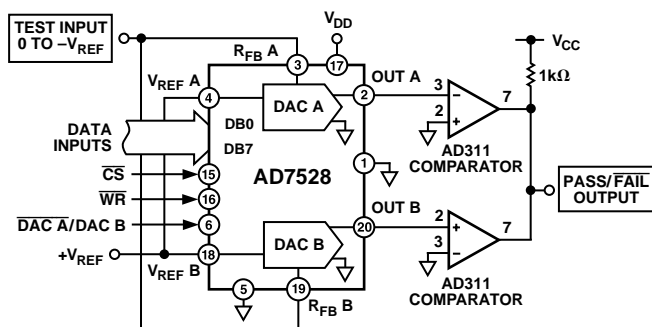 TEST INPUT
0 TO –VREF
VDD
VCC
RFB A
3
17
1kΩ
VREF A
OUT A
4
DAC A
2
3
–
7
2
+
DATA
INPUTS
DB0
DB7
AD311
COMPARATOR
1
CS
15
AD7528
WR
16
PASS/FAIL
OUTPUT
DAC A/DAC B
6
OUT B
20
2
+
7
DAC B
3
–
+VREF
18
VREF B
AD311
COMPARATOR
5
19
RFB B